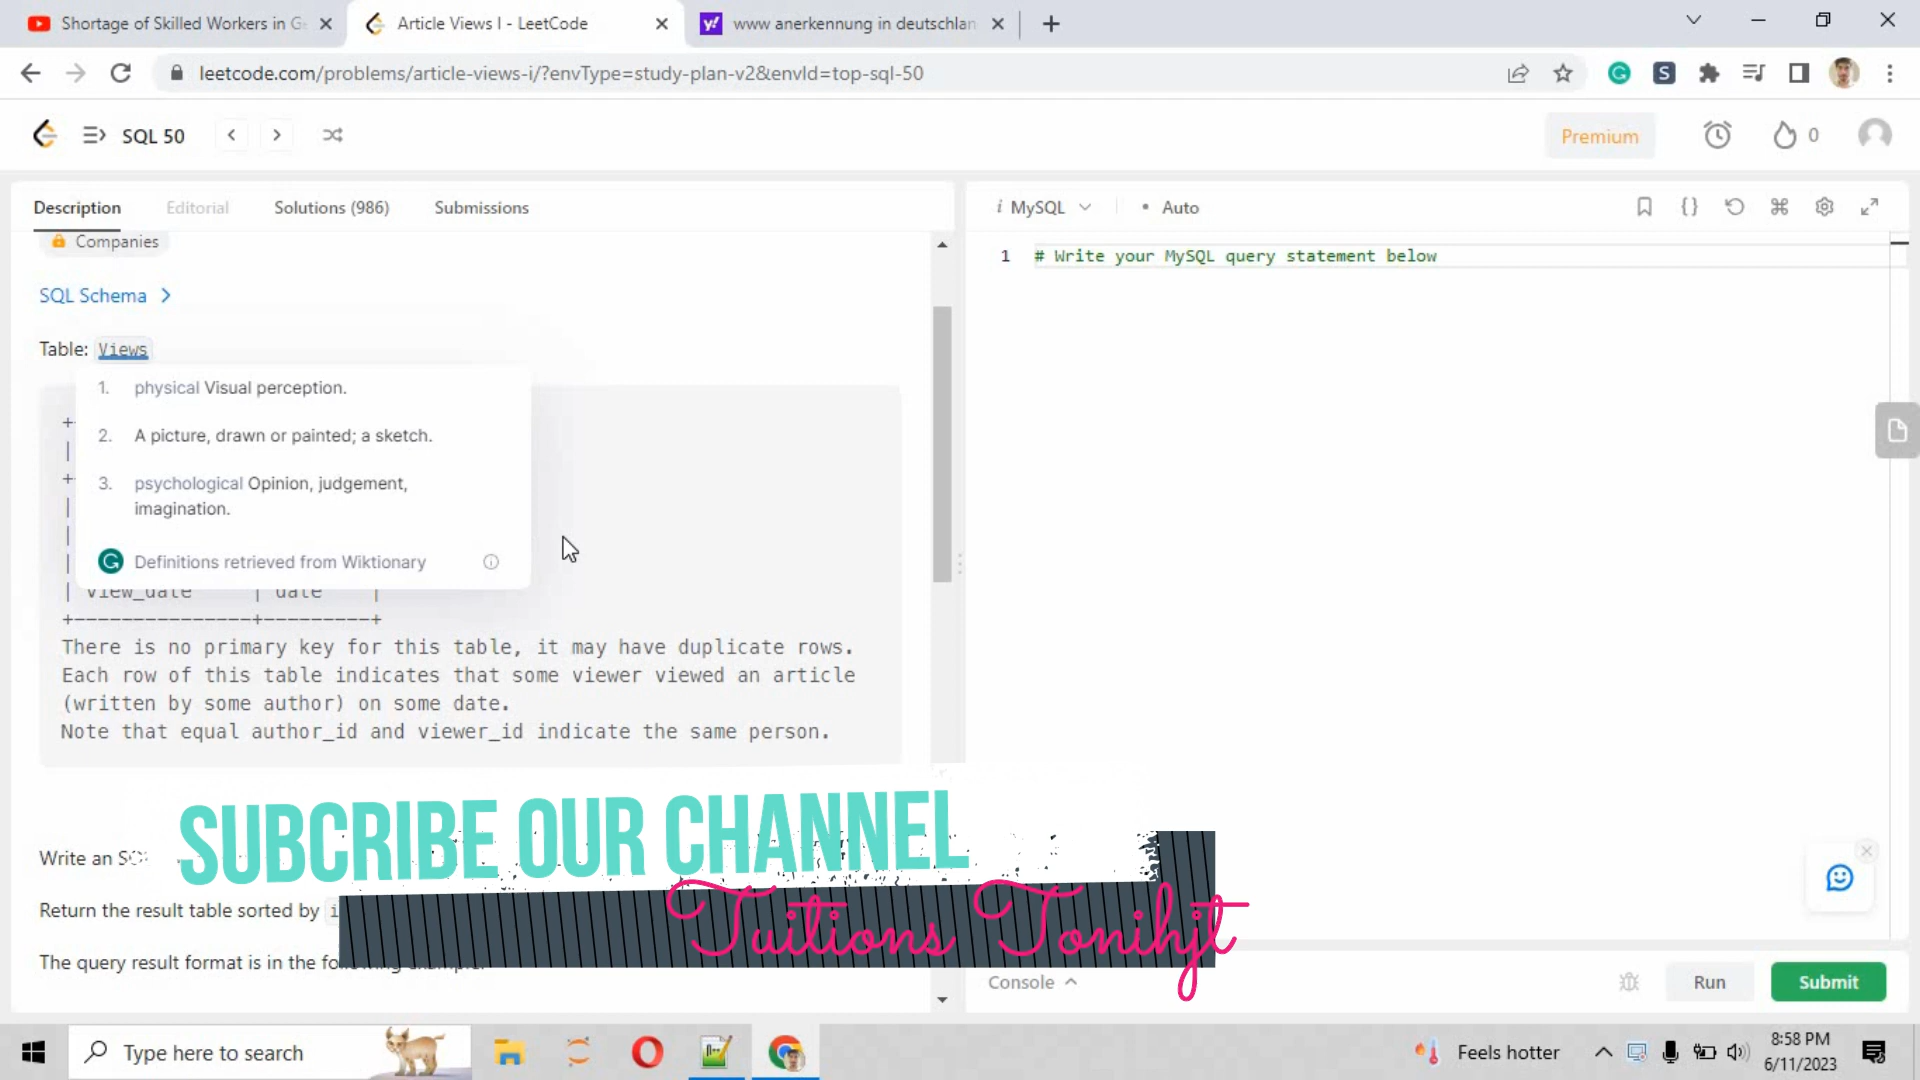 Shortage of Skilled Workers in Ge
Article Views I - LeetCode
www anerkennung in deutschlan
leetcode.com/problems/article-views-i/?envType=study-plan-v2&envId=top-sql-50
SQL 50
Premium
0
Description
Editorial
Solutions (986)
Submissions
Companies
SQL Schema
Table: Views
1. physical Visual perception.
2. A picture, drawn or painted; a sketch.
3. psychological Opinion, judgement,
imagination.
Definitions retrieved from Wiktionary
| view_date | date |
+---------------+---------+
There is no primary key for this table, it may have duplicate rows.
Each row of this table indicates that some viewer viewed an article
(written by some author) on some date.
Note that equal author_id and viewer_id indicate the same person.
Write an
Return the result table sorted by
The query result format is in the following example.
SUBCRIBE OUR CHANNEL
Tuitions Tonihjt
i MySQL
• Auto
1 # Write your MySQL query statement below
Console
Run
Submit
Type here to search
Feels hotter
8:58 PM
6/11/2023